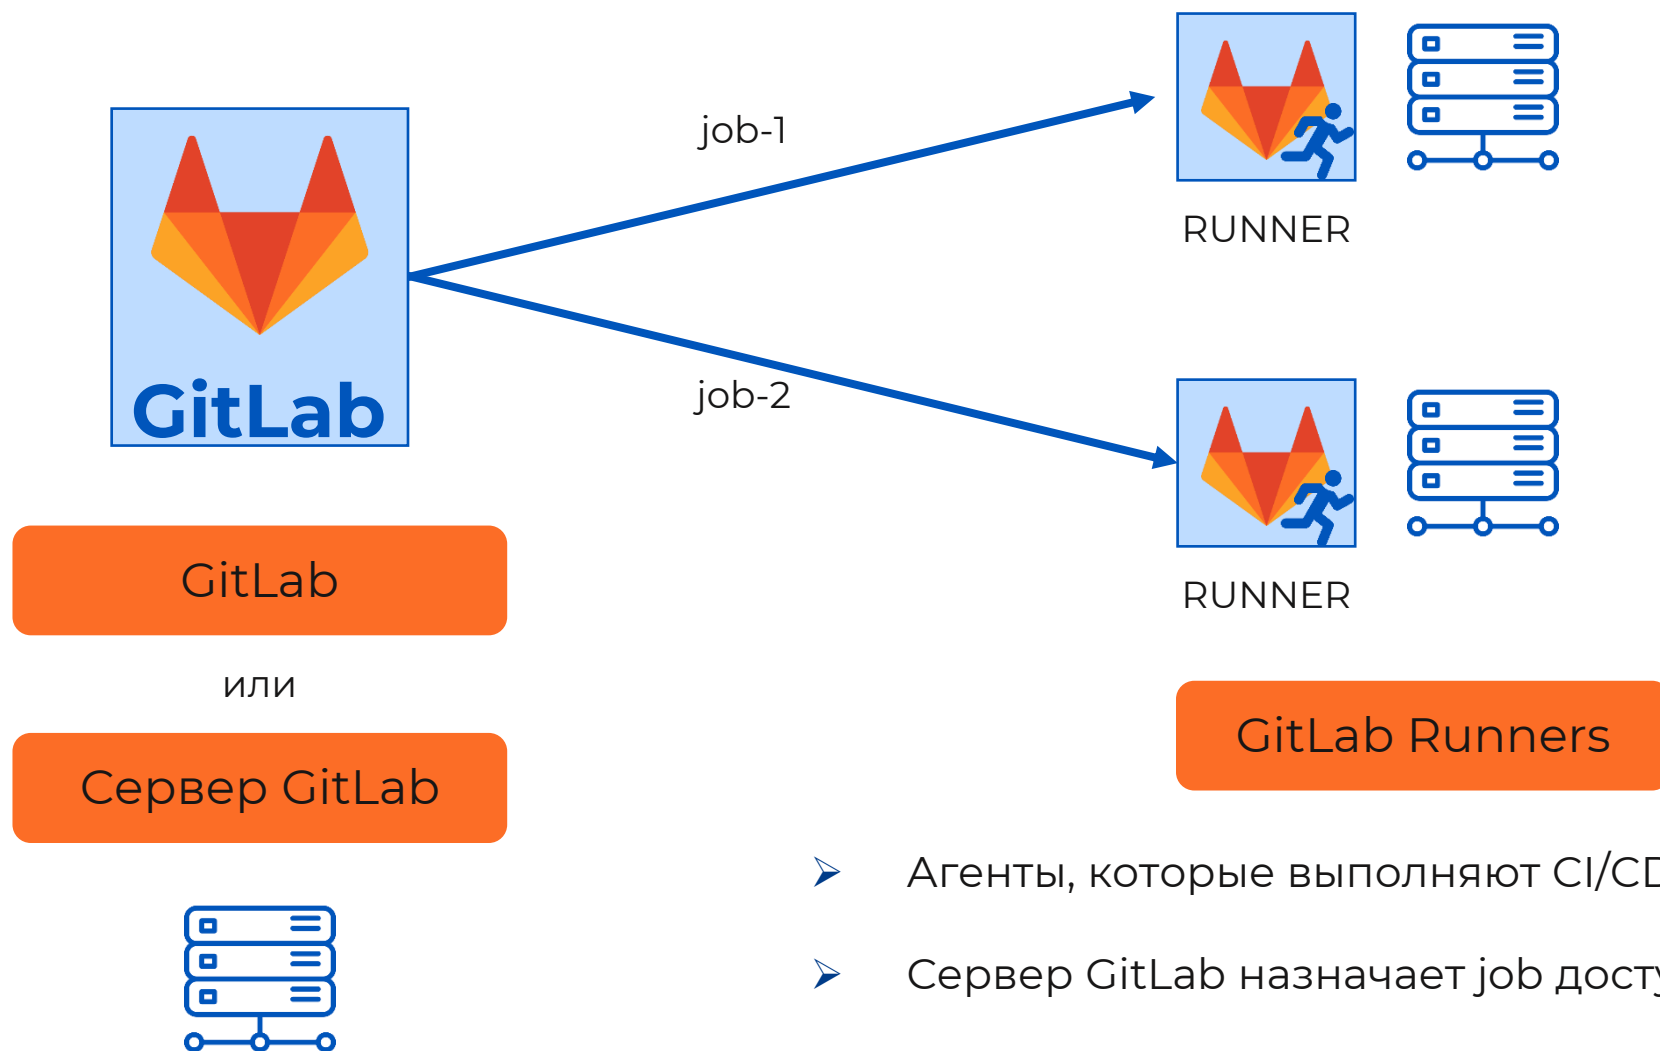 job-1
RUNNER
GitLab
job-2
RUNNER
GitLab
или
Сервер GitLab
GitLab Runners
Агенты, которые выполняют CI/CD
Сервер GitLab назначает job